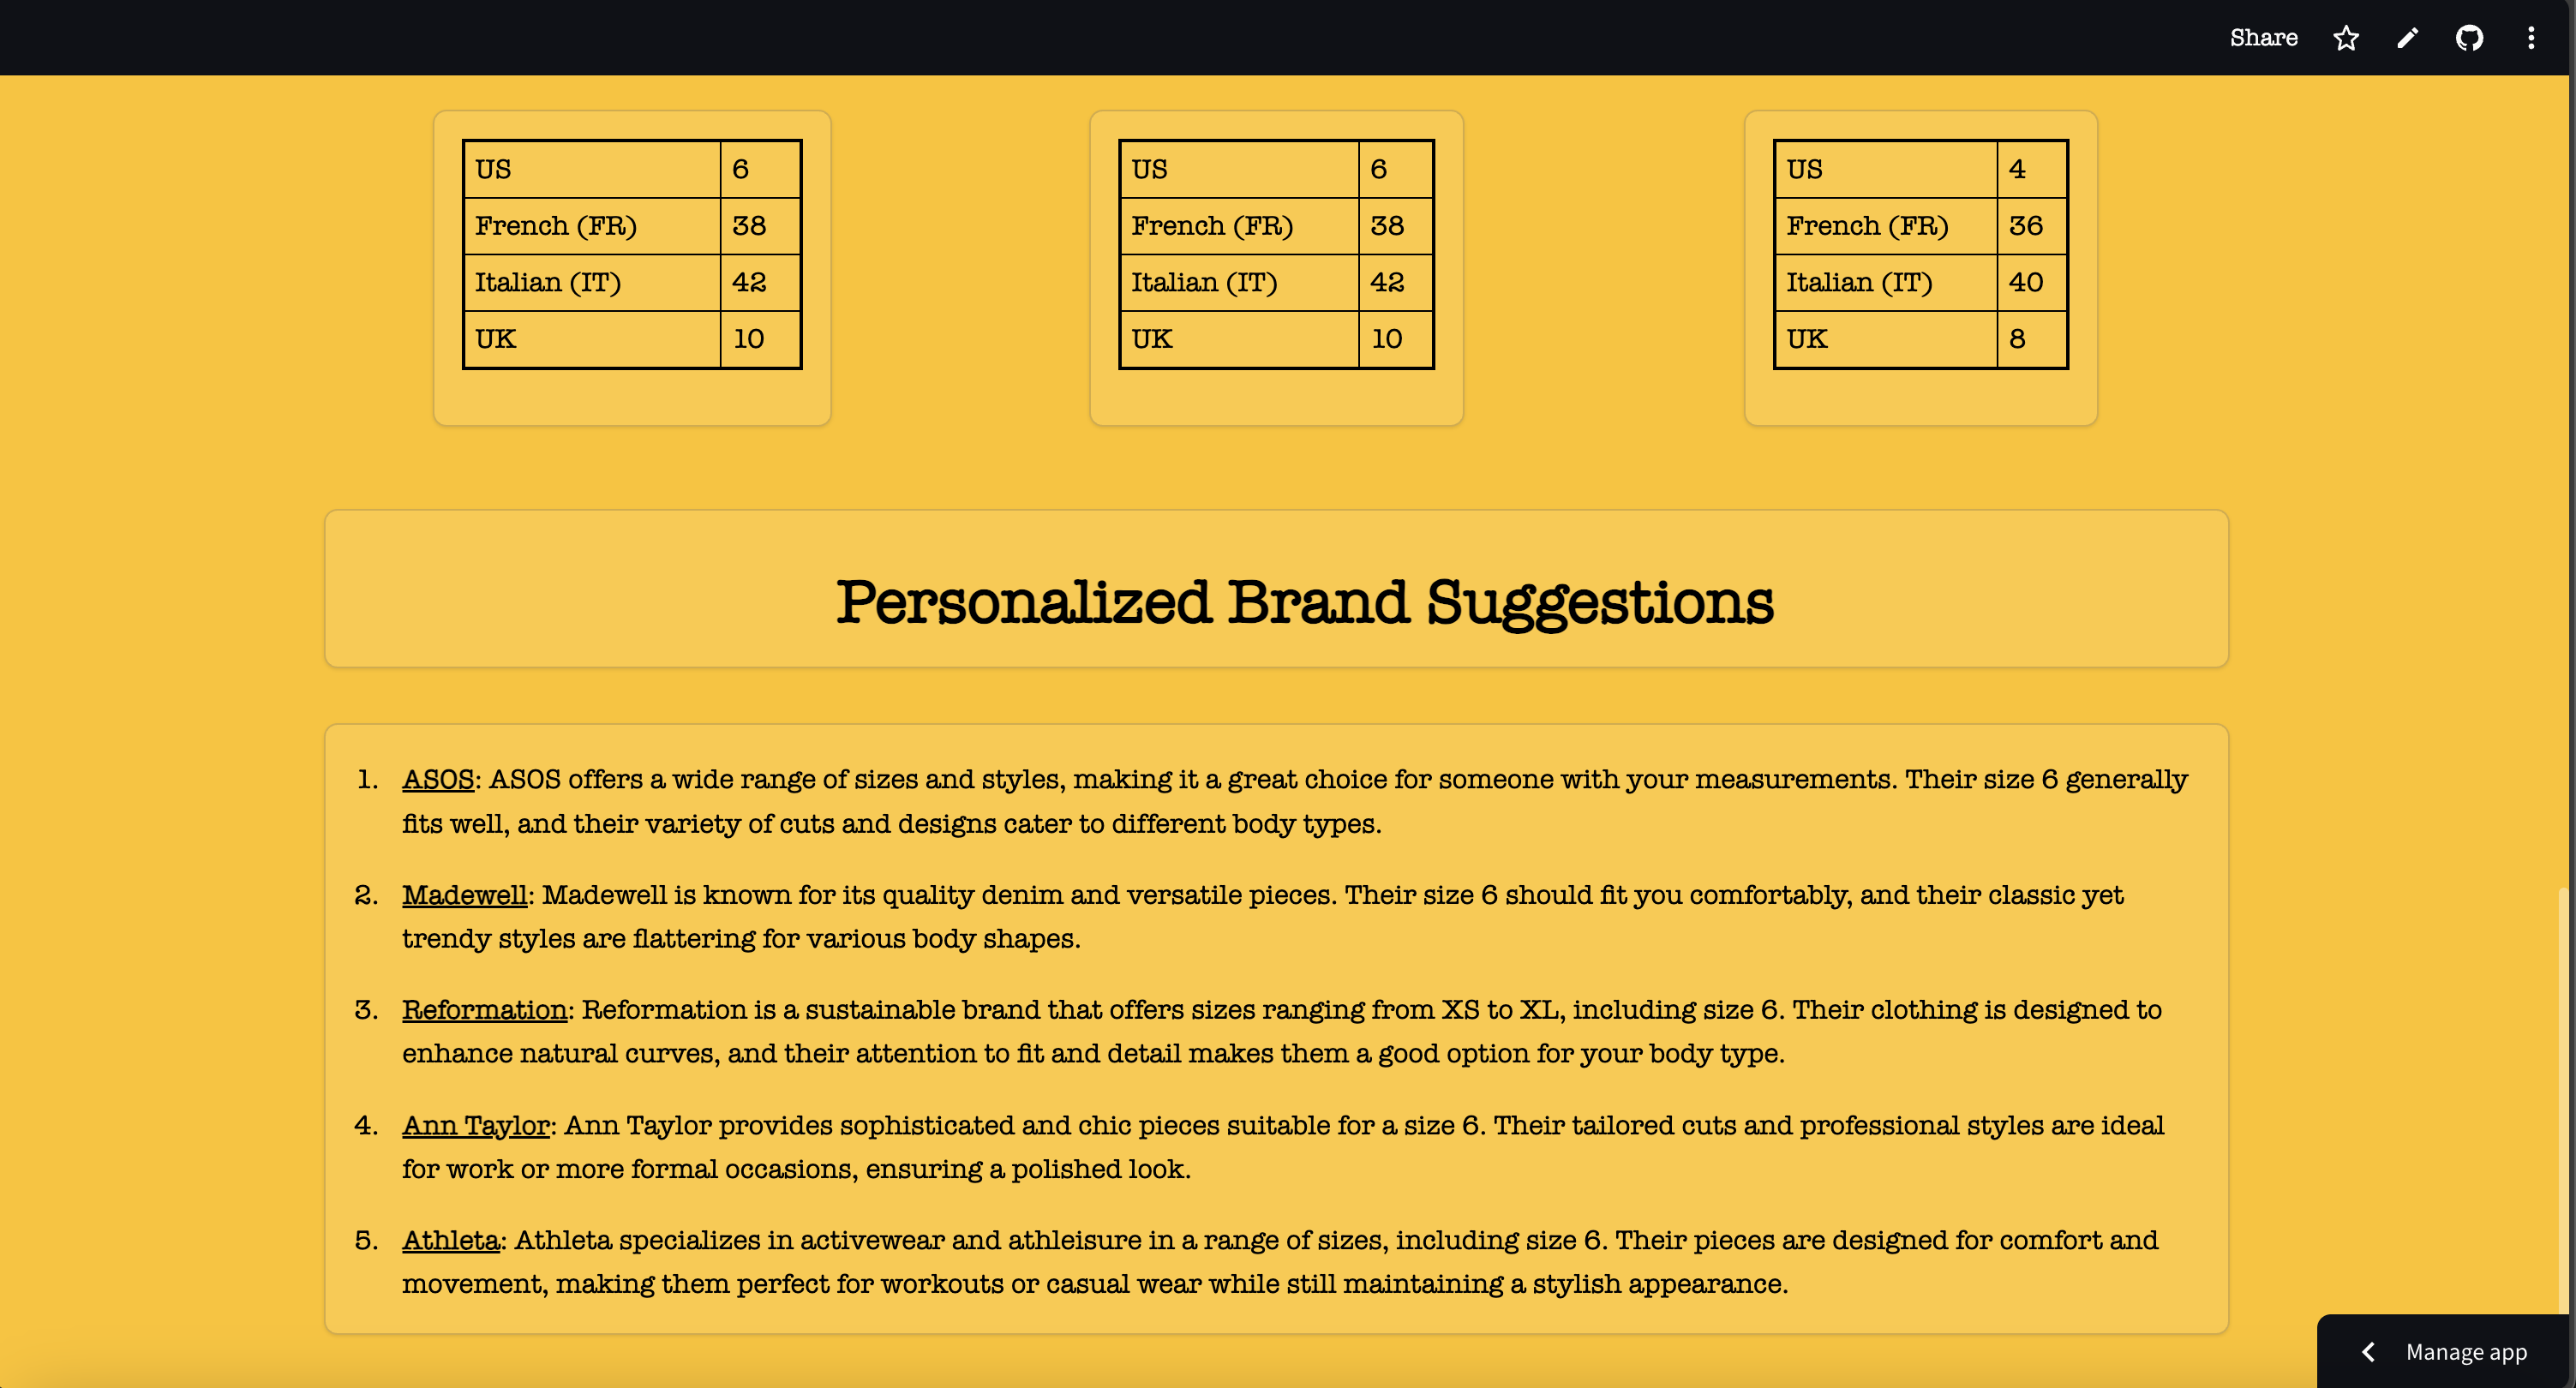 Share
US 6
French (FR) 38
Italian (IT) 42
UK 10
US 6
French (FR) 38
Italian (IT) 42
UK 10
US 4
French (FR) 36
Italian (IT) 40
UK 8
Personalized Brand Suggestions
1. ASOS: ASOS offers a wide range of sizes and styles, making it a great choice for someone with your measurements. Their size 6 generally
fits well, and their variety of cuts and designs cater to different body types.
2. Madewell: Madewell is known for its quality denim and versatile pieces. Their size 6 should fit you comfortably, and their classic yet
trendy styles are flattering for various body shapes.
3. Reformation: Reformation is a sustainable brand that offers sizes ranging from XS to XL, including size 6. Their clothing is designed to
enhance natural curves, and their attention to fit and detail makes them a good option for your body type.
4. Ann Taylor: Ann Taylor provides sophisticated and chic pieces suitable for a size 6. Their tailored cuts and professional styles are ideal
for work or more formal occasions, ensuring a polished look.
5. Athleta: Athleta specializes in activewear and athleisure in a range of sizes, including size 6. Their pieces are designed for comfort and
movement, making them perfect for workouts or casual wear while still maintaining a stylish appearance.
Manage app